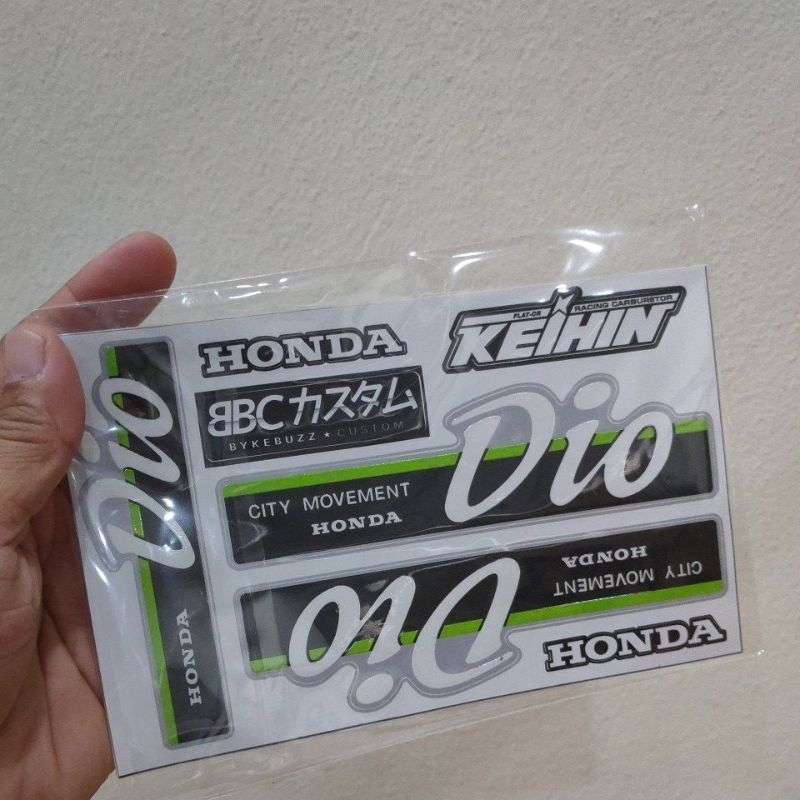 HONDA
FLAT-CR RACING CARBURETOR
KEIHIN
BBCカスタム
BYKEBUZZ★CUSTOM
Dio
HONDA
Dio
CITY MOVEMENT
HONDA
Dio
CITY MOVEMENT
HONDA
HONDA